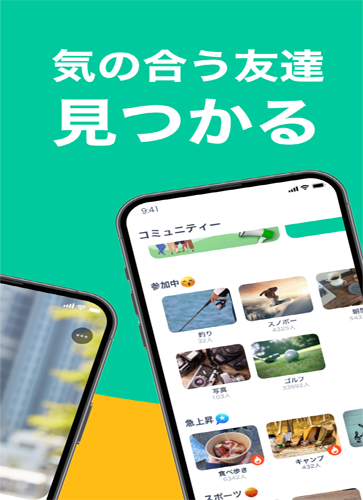 気の合う友達
見つかる
9:41
コミュニティー
参加中
釣り
32人
スノボー
4325人
写真
103人
ゴルフ
33692人
急上昇
食べ歩き
6342人
キャンプ
432人
スポーツ